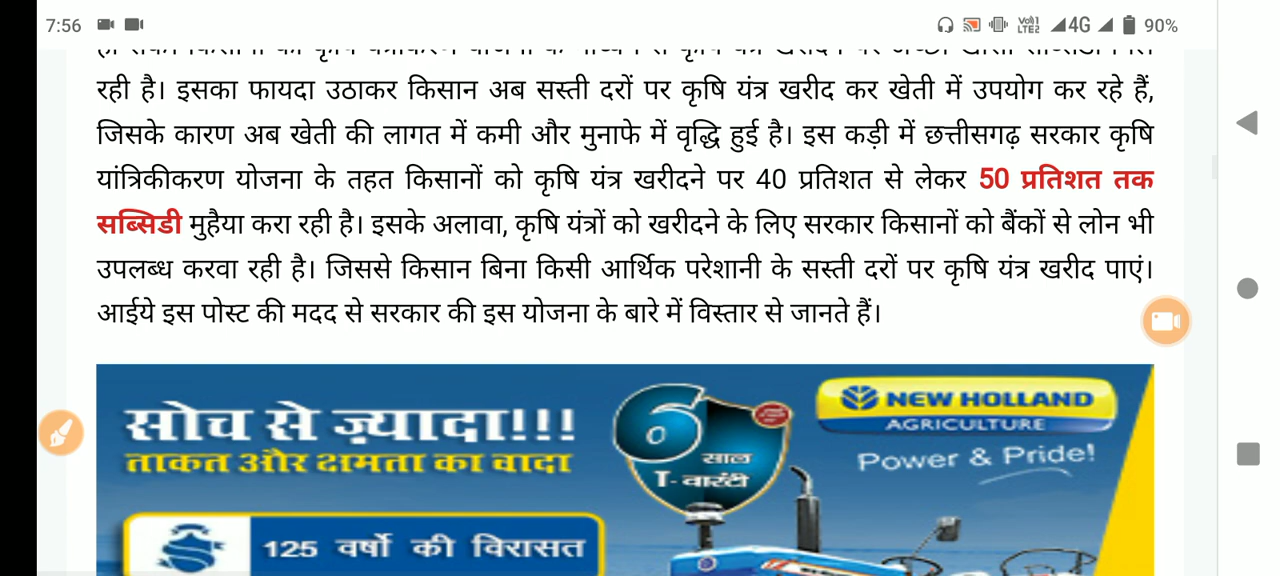 7:56
Vo)) 1 LTE2 4G 90%
रही है। इसका फायदा उठाकर किसान अब सस्ती दरों पर कृषि यंत्र खरीद कर खेती में उपयोग कर रहे हैं,
जिसके कारण अब खेती की लागत में कमी और मुनाफे में वृद्धि हुई है। इस कड़ी में छत्तीसगढ़ सरकार कृषि
यांत्रिकीकरण योजना के तहत किसानों को कृषि यंत्र खरीदने पर 40 प्रतिशत से लेकर 50 प्रतिशत तक
सब्सिडी मुहैया करा रही है। इसके अलावा, कृषि यंत्रों को खरीदने के लिए सरकार किसानों को बैंकों से लोन भी
उपलब्ध करवा रही है। जिससे किसान बिना किसी आर्थिक परेशानी के सस्ती दरों पर कृषि यंत्र खरीद पाएं।
आईये इस पोस्ट की मदद से सरकार की इस योजना के बारे में विस्तार से जानते हैं।
सोच से ज़्यादा!!!
ताकत और क्षमता का वादा
6
साल
T- वारंटी
NEW HOLLAND
AGRICULTURE
Power & Pride!
125 वर्षो की विरासत